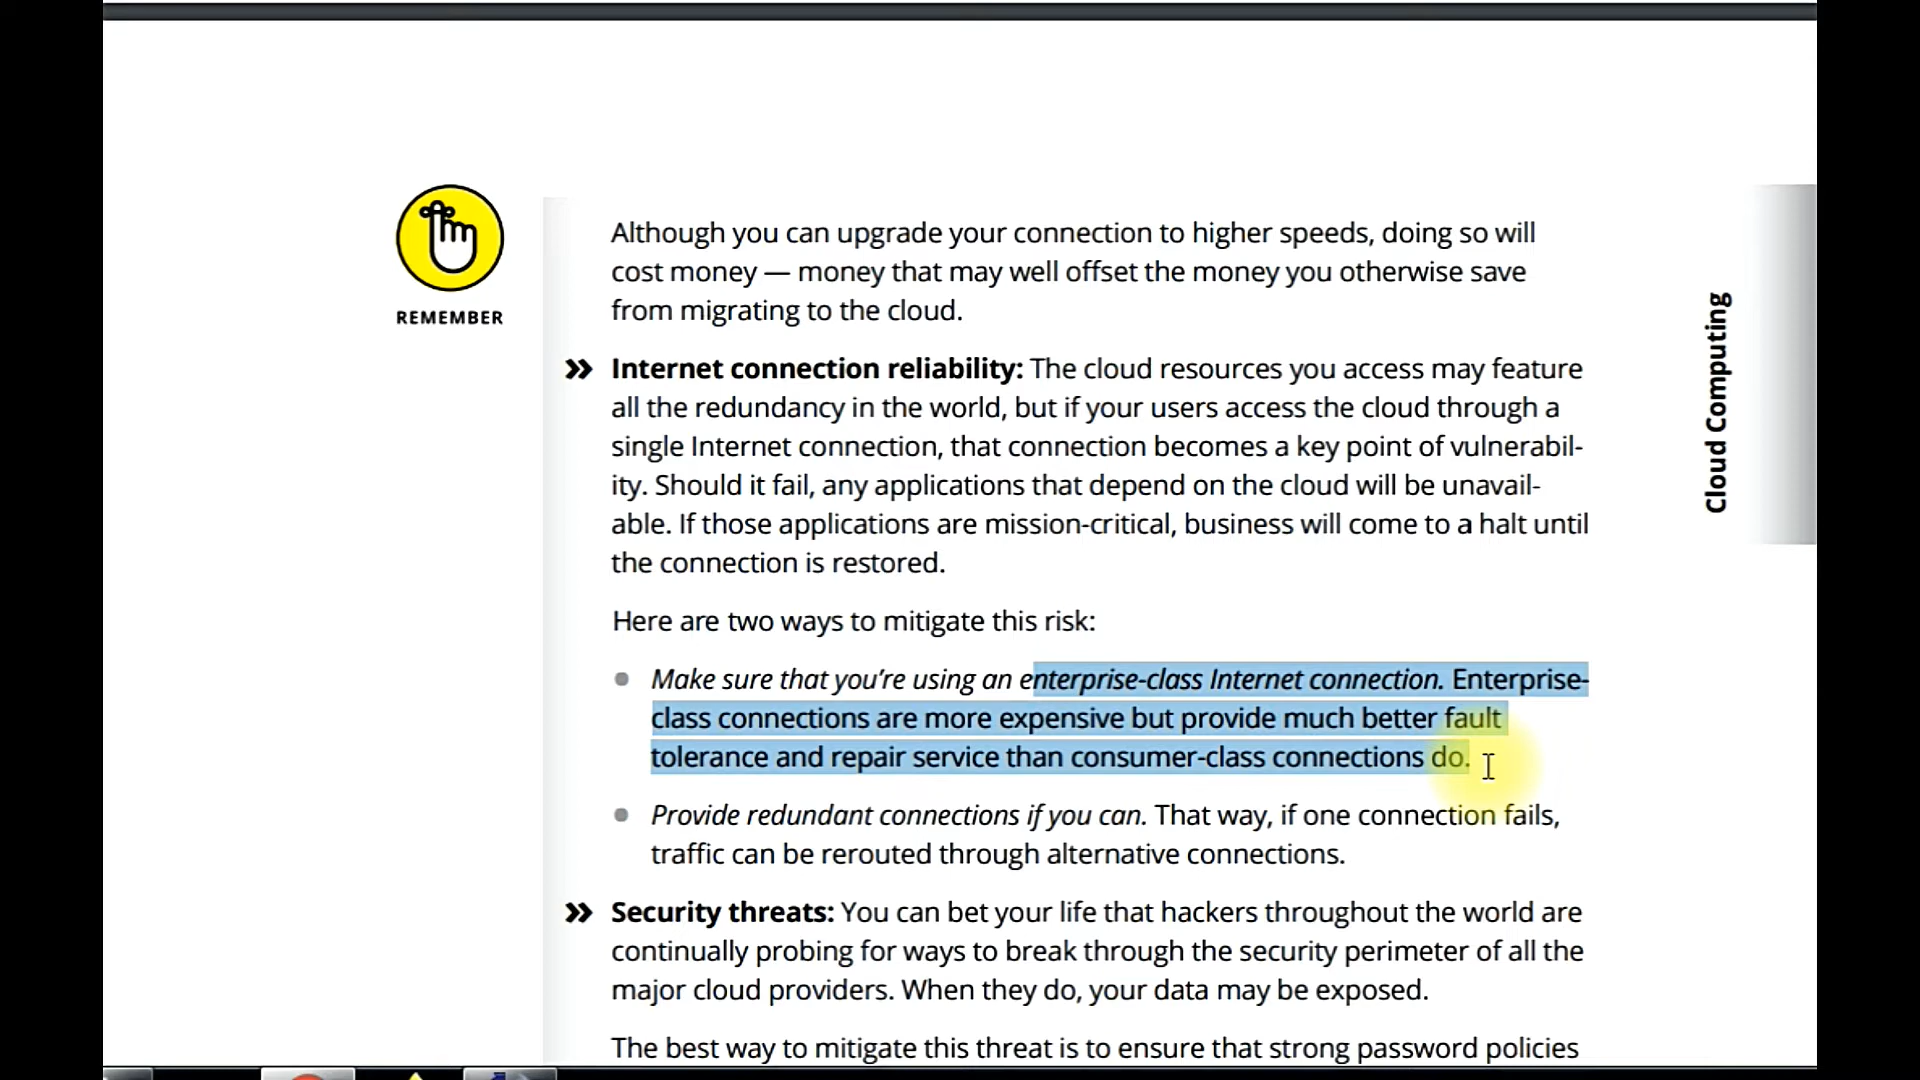 Although you can upgrade your connection to higher speeds, doing so will
cost money — money that may well offset the money you otherwise save
from migrating to the cloud.
REMEMBER
Cloud Computing
» Internet connection reliability: The cloud resources you access may feature
all the redundancy in the world, but if your users access the cloud through a
single Internet connection, that connection becomes a key point of vulnerabil-
ity. Should it fail, any applications that depend on the cloud will be unavail-
able. If those applications are mission-critical, business will come to a halt until
the connection is restored.
Here are two ways to mitigate this risk:
• Make sure that you're using an enterprise-class Internet connection. Enterprise-
class connections are more expensive but provide much better fault
tolerance and repair service than consumer-class connections do.
• Provide redundant connections if you can. That way, if one connection fails,
traffic can be rerouted through alternative connections.
» Security threats: You can bet your life that hackers throughout the world are
continually probing for ways to break through the security perimeter of all the
major cloud providers. When they do, your data may be exposed.
The best way to mitigate this threat is to ensure that strong password policies